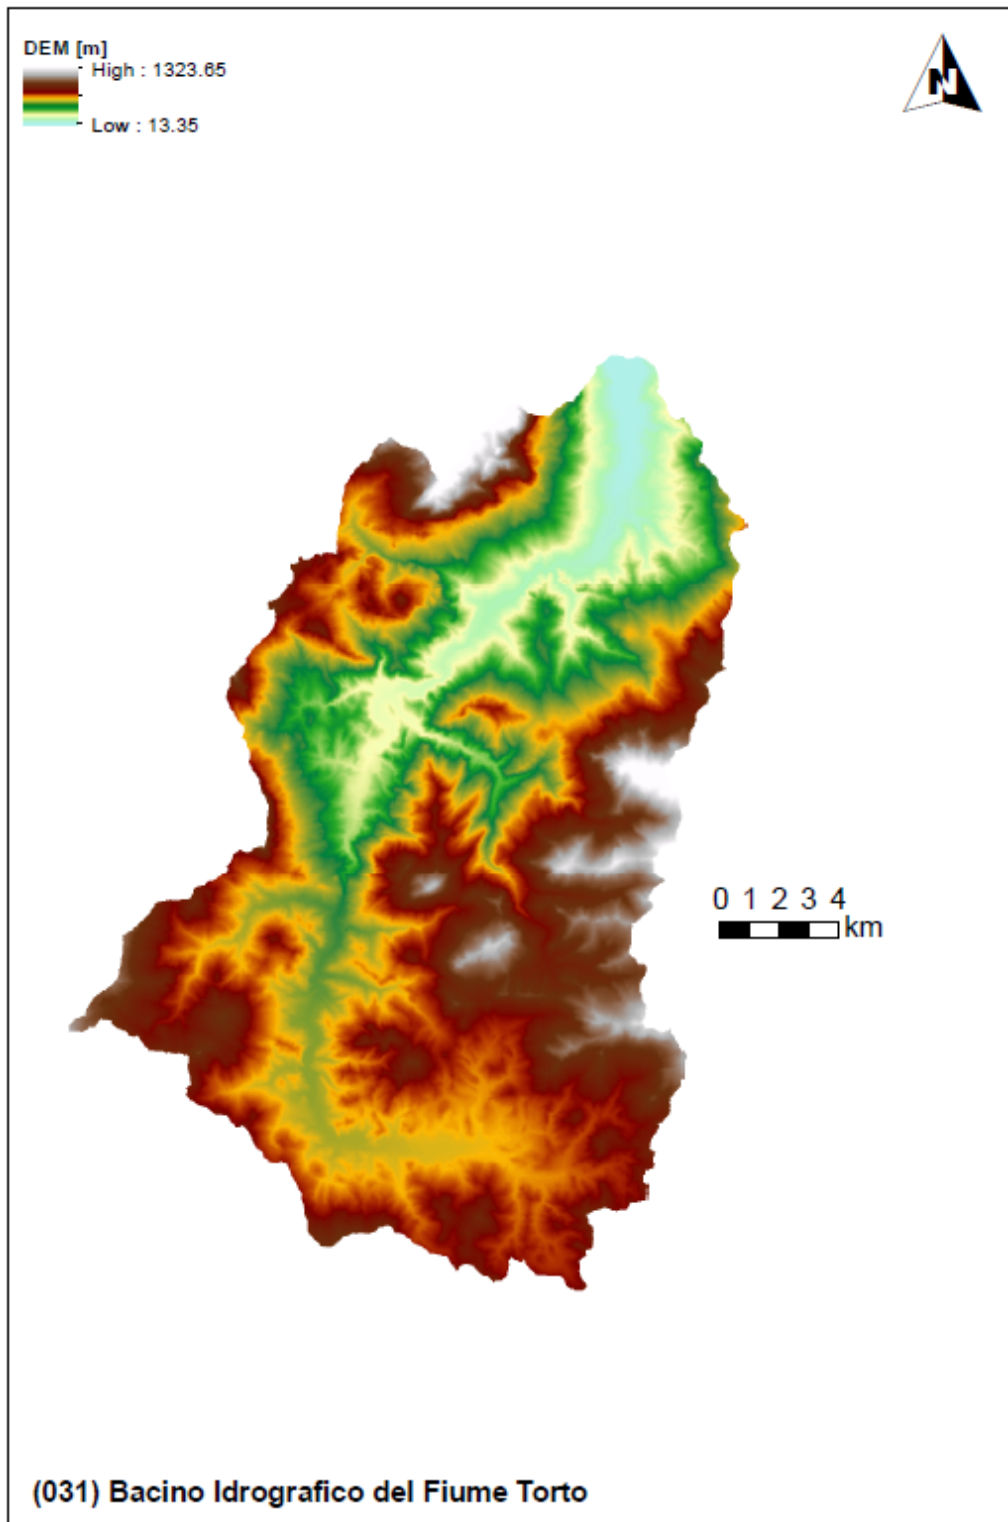 DEM [m]
High : 1323.65
Low : 13.35
N
0 1 2 3 4
km
(031) Bacino Idrografico del Fiume Torto